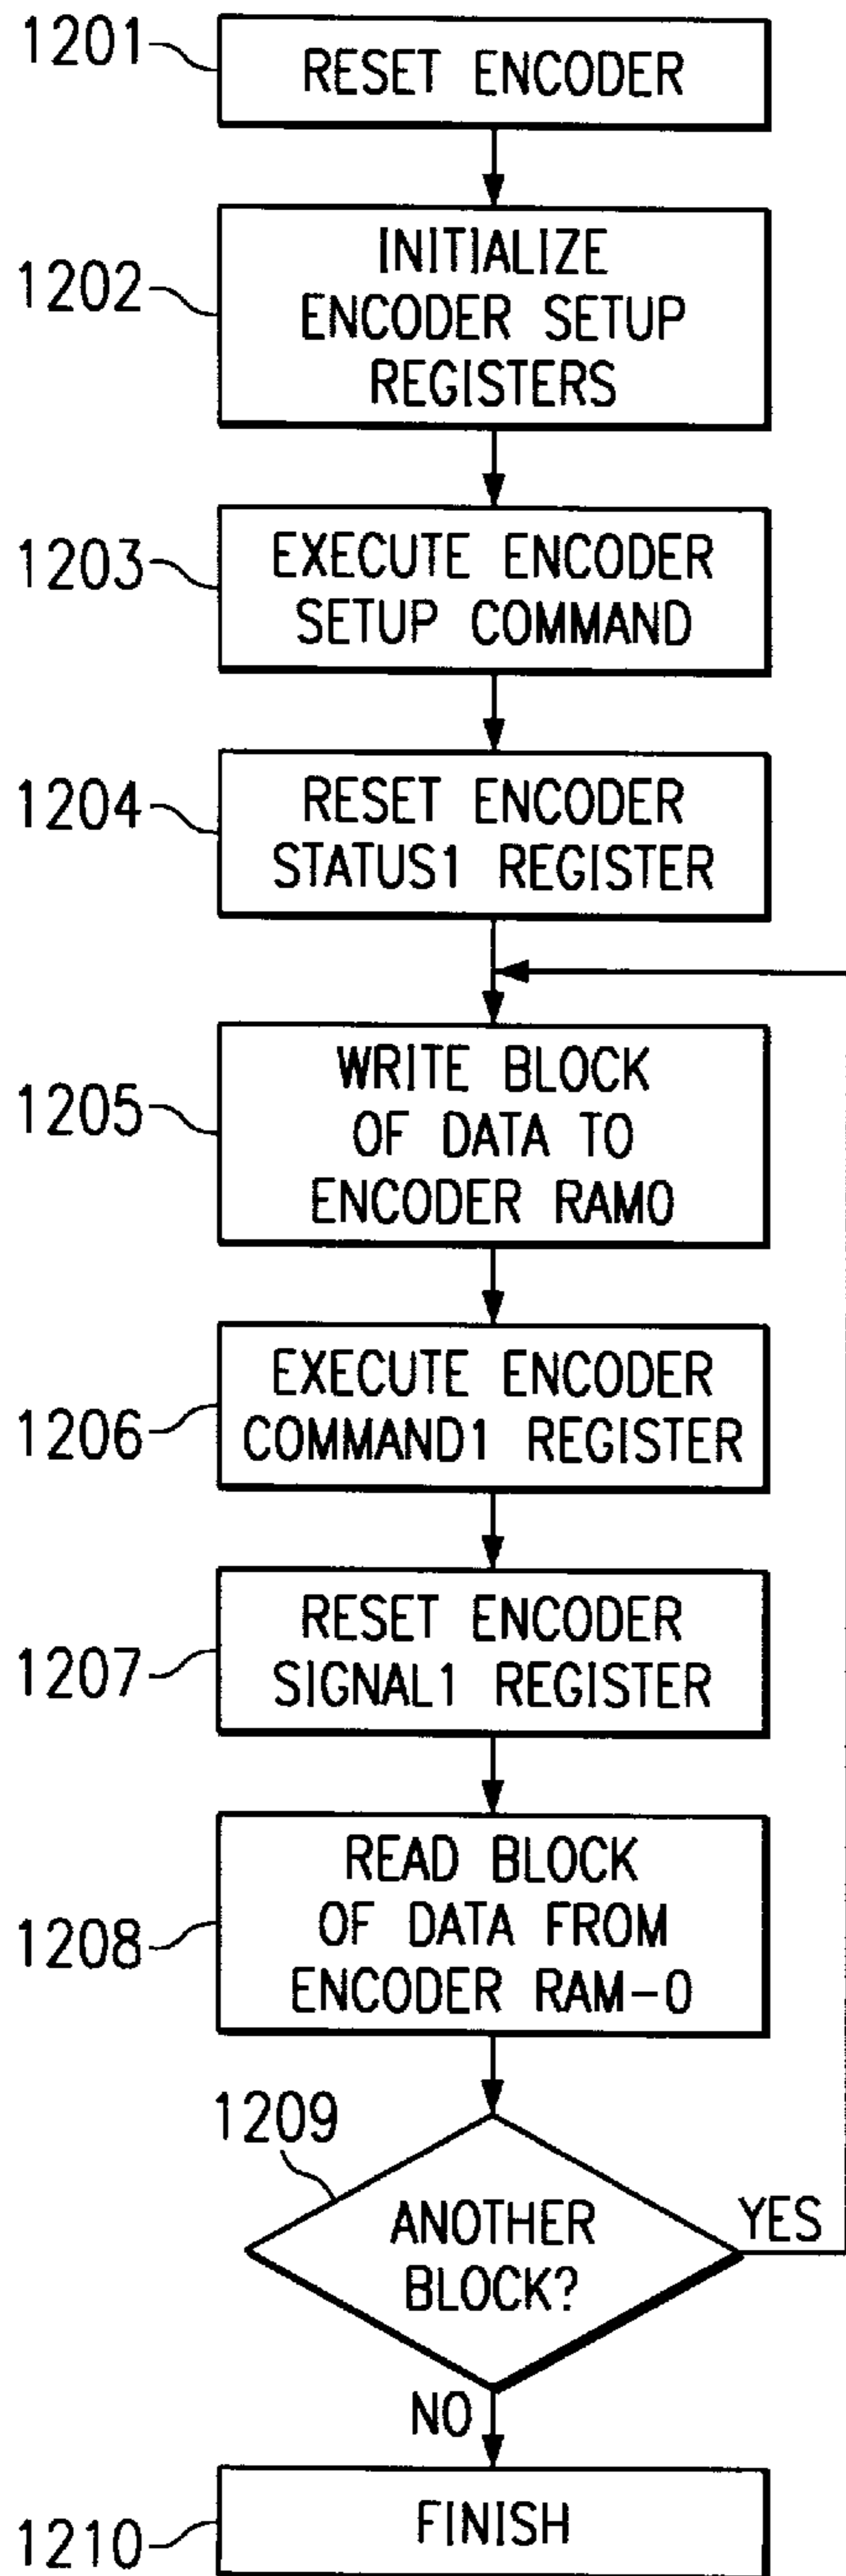 1201
RESET ENCODER
1202
INITIALIZE
ENCODER SETUP
REGISTERS
1203
EXECUTE ENCODER
SETUP COMMAND
1204
RESET ENCODER
STATUS1 REGISTER
1205
WRITE BLOCK
OF DATA TO
ENCODER RAM0
1206
EXECUTE ENCODER
COMMAND1 REGISTER
1207
RESET ENCODER
SIGNAL1 REGISTER
1208
READ BLOCK
OF DATA FROM
ENCODER RAM-0
1209
ANOTHER
BLOCK?
YES
NO
1210
FINISH